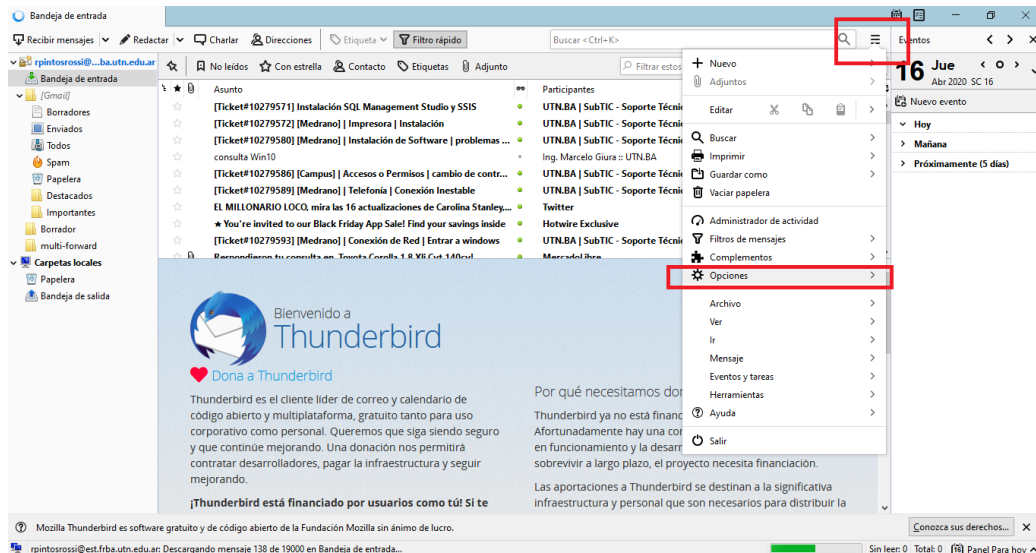 Bandeja de entrada
Recibir mensajes Redactar Charlar Direcciones Etiqueta Filtro rápido Buscar <Ctrl+K> Eventos
rpintosrossi@...ba.utn.edu.ar
Bandeja de entrada
[Gmail]
Borradores
Enviados
Todos
Spam
Papelera
Destacados
Importantes
Borrador
multi-forward
Carpetas locales
Papelera
Bandeja de salida
No leídos Con estrella Contacto Etiquetas Adjunto Filtrar estos
Asunto Participantes
[Ticket#10279571] Instalación SQL Management Studio y SSIS UTN.BA | SubTIC - Soporte Técni
[Ticket#10279572] [Medrano] | Impresora | Instalación UTN.BA | SubTIC - Soporte Técni
[Ticket#10279580] [Medrano] | Instalación de Software | problemas ... UTN.BA | SubTIC - Soporte Técni
consulta Win10 Ing. Marcelo Giura :: UTN.BA
[Ticket#10279586] [Campus] | Accesos o Permisos | cambio de contr... UTN.BA | SubTIC - Soporte Técni
[Ticket#10279589] [Medrano] | Telefonia | Conexión Inestable UTN.BA | SubTIC - Soporte Técni
EL MILLONARIO LOCO, mira las 16 actualizaciones de Carolina Stanley,... Twitter
★ You're invited to our Black Friday App Sale! Find your savings inside Hotwire Exclusive
[Ticket#10279593] [Medrano] | Conexión de Red | Entrar a windows UTN.BA | SubTIC - Soporte Técni
Respondieron tu consulta en Toyota Corolla 1.8 Xli Cvt 140cv! MercadoLibre
Bienvenido a
Thunderbird
Dona a Thunderbird
Thunderbird es el cliente líder de correo y calendario de
código abierto y multiplataforma, gratuito tanto para uso
corporativo como personal. Queremos que siga siendo seguro
y que continúe mejorando. Una donación nos permitirá
contratar desarrolladores, pagar la infraestructura y seguir
mejorando.
¡Thunderbird está financiado por usuarios como tú! Si te
Por qué necesitamos don
Thunderbird ya no está financ
Afortunadamente hay una cor
en funcionamiento y la desarr
sobrevivir a largo plazo, el proyecto necesita financiación.
Las aportaciones a Thunderbird se destinan a la significativa
infraestructura y personal que son necesarios para distribuir la
Nuevo
Adjuntos
Editar
Buscar
Imprimir
Guardar como
Vaciar papelera
Administrador de actividad
Filtros de mensajes
Complementos
Opciones
Archivo
Ver
Ir
Mensaje
Eventos y tareas
Herramientas
Ayuda
Salir
16 Jue
Abr 2020 SC 16
Nuevo evento
Hoy
Mañana
Próximamente (5 días)
Mozilla Thunderbird es software gratuito y de código abierto de la Fundación Mozilla sin ánimo de lucro. Conozca sus derechos...
rpintosrossi@est.frba.utn.edu.ar: Descargando mensaje 138 de 19000 en Bandeja de entrada... Sin leer: 0 Total: 0 16 Panel Para hoy